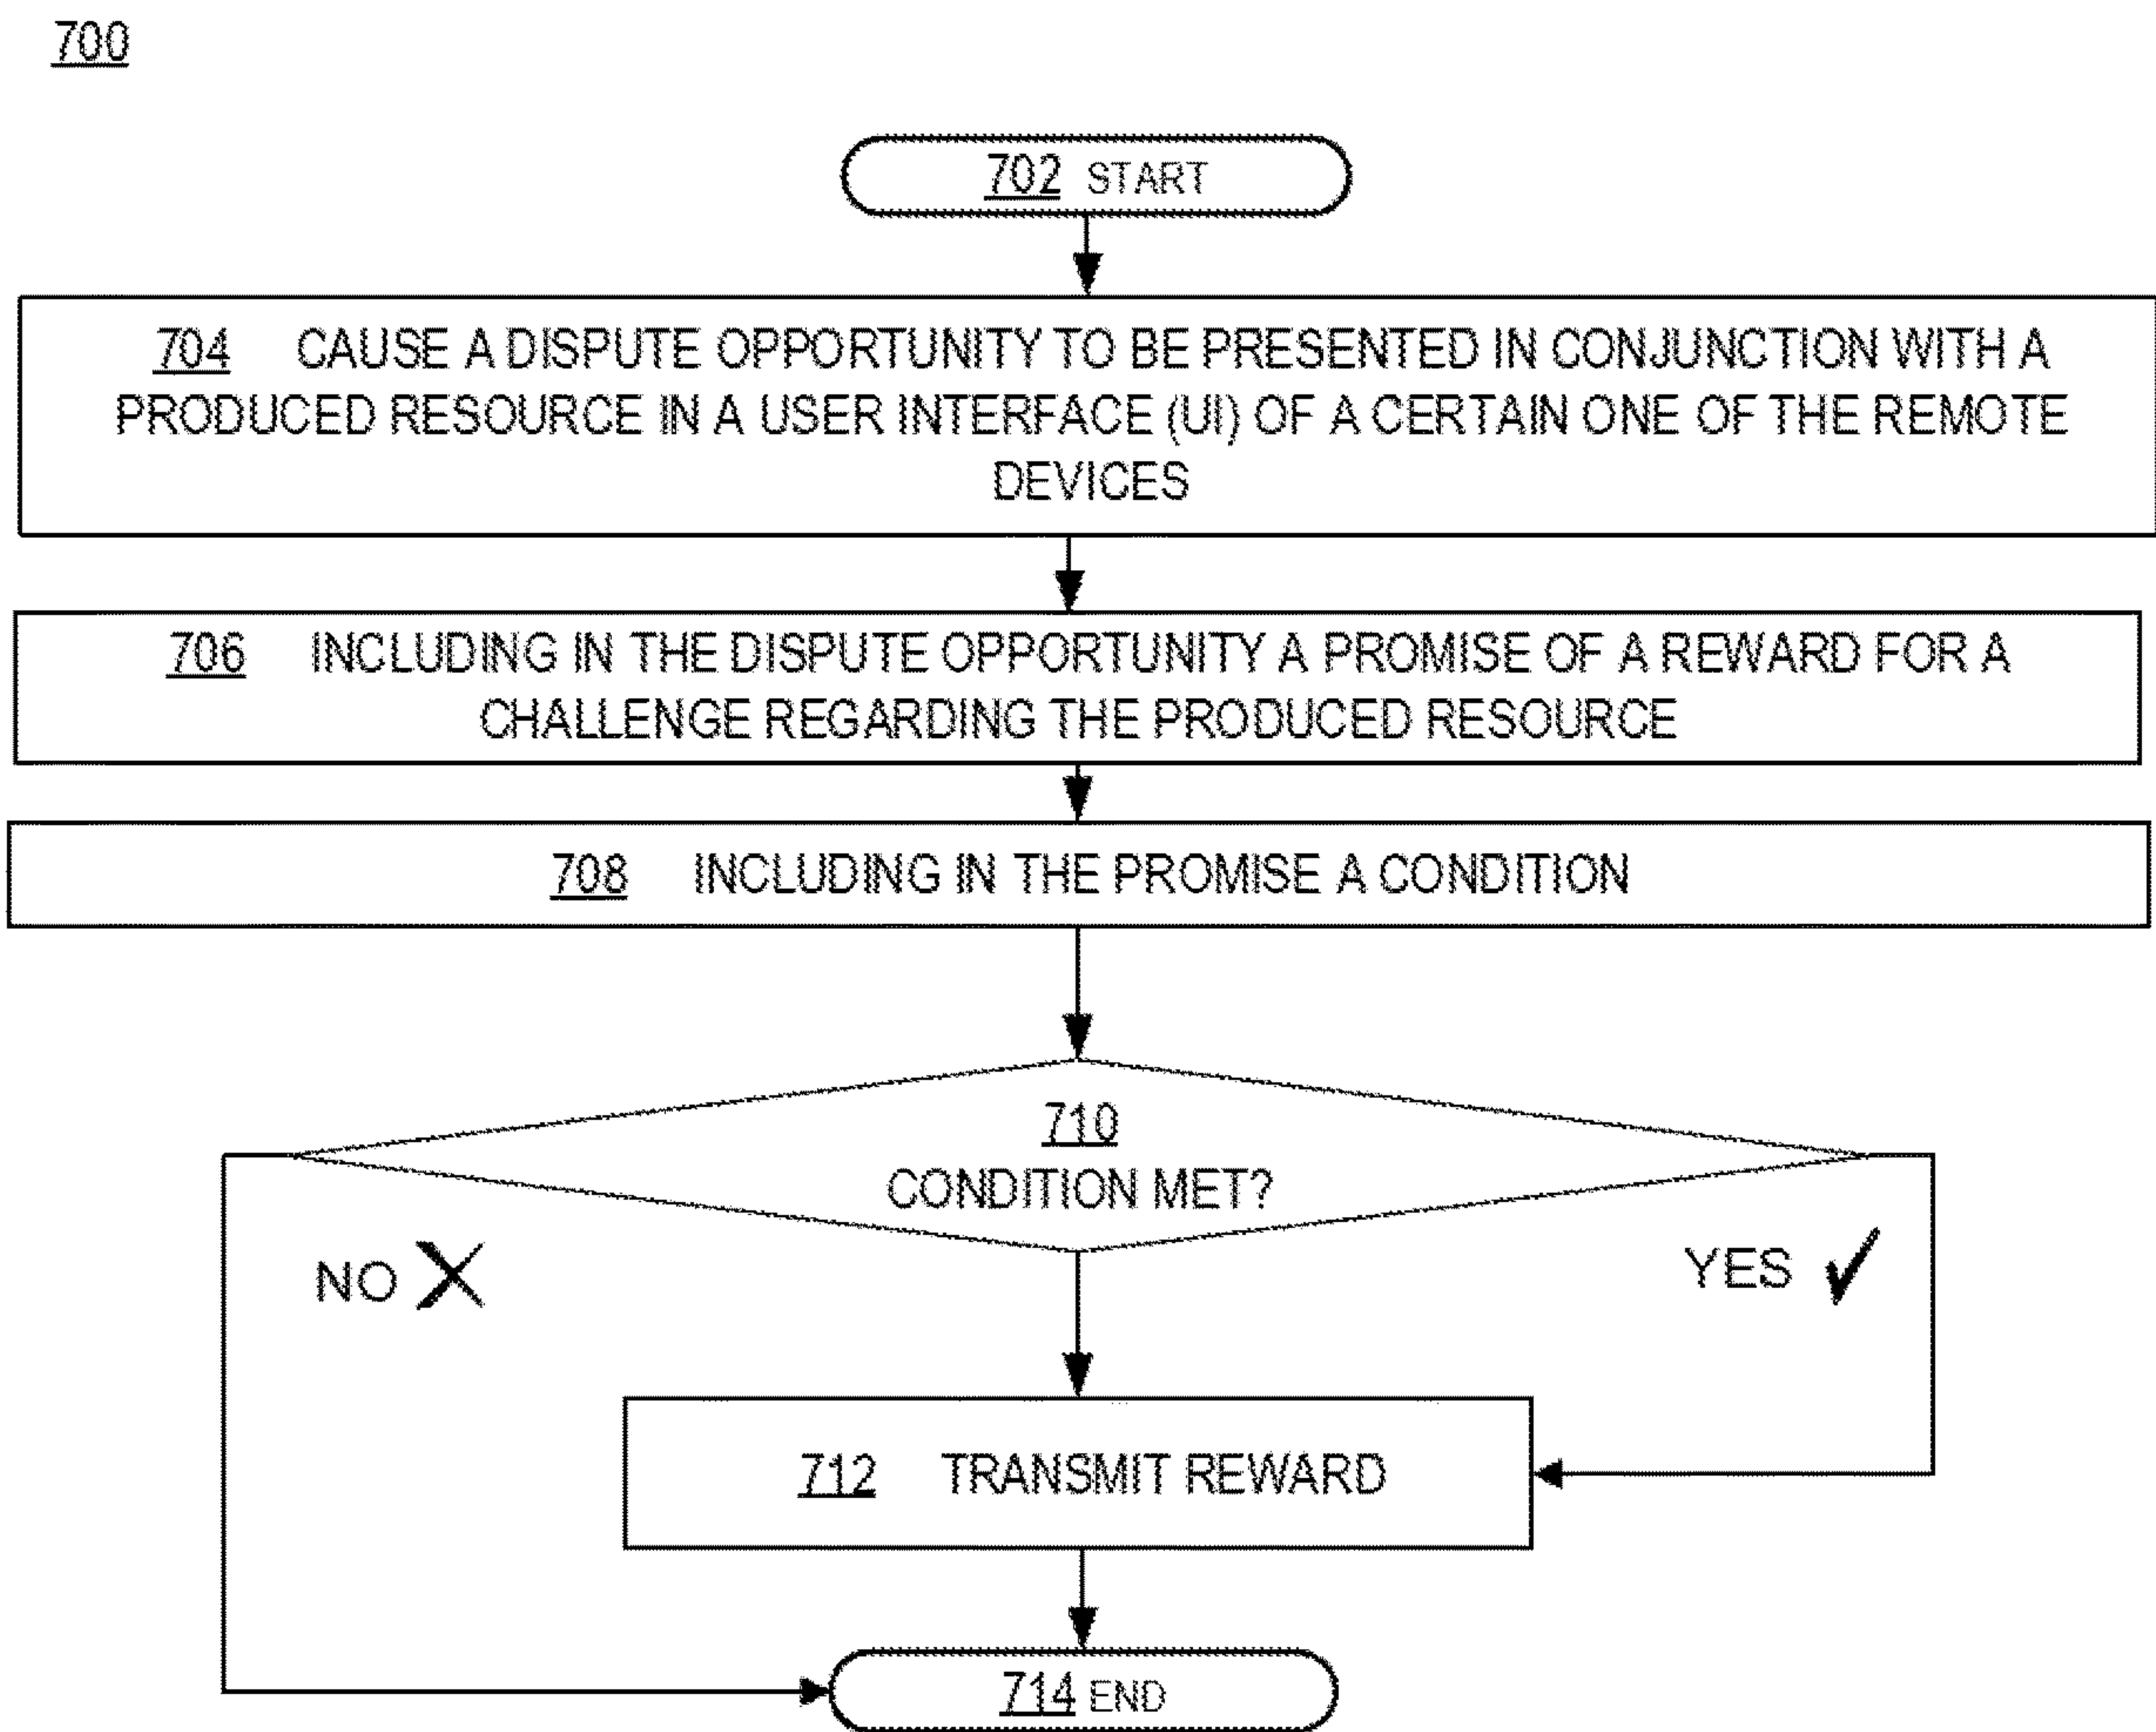 700
702 START
704 CAUSE A DISPUTE OPPORTUNITY TO BE PRESENTED IN CONJUNCTION WITH A
PRODUCED RESOURCE IN A USER INTERFACE (UI) OF A CERTAIN ONE OF THE REMOTE
DEVICES
706 INCLUDING IN THE DISPUTE OPPORTUNITY A PROMISE OF A REWARD FOR A
CHALLENGE REGARDING THE PRODUCED RESOURCE
708 INCLUDING IN THE PROMISE A CONDITION
710
CONDITION MET?
NO
YES
712 TRANSMIT REWARD
714 END